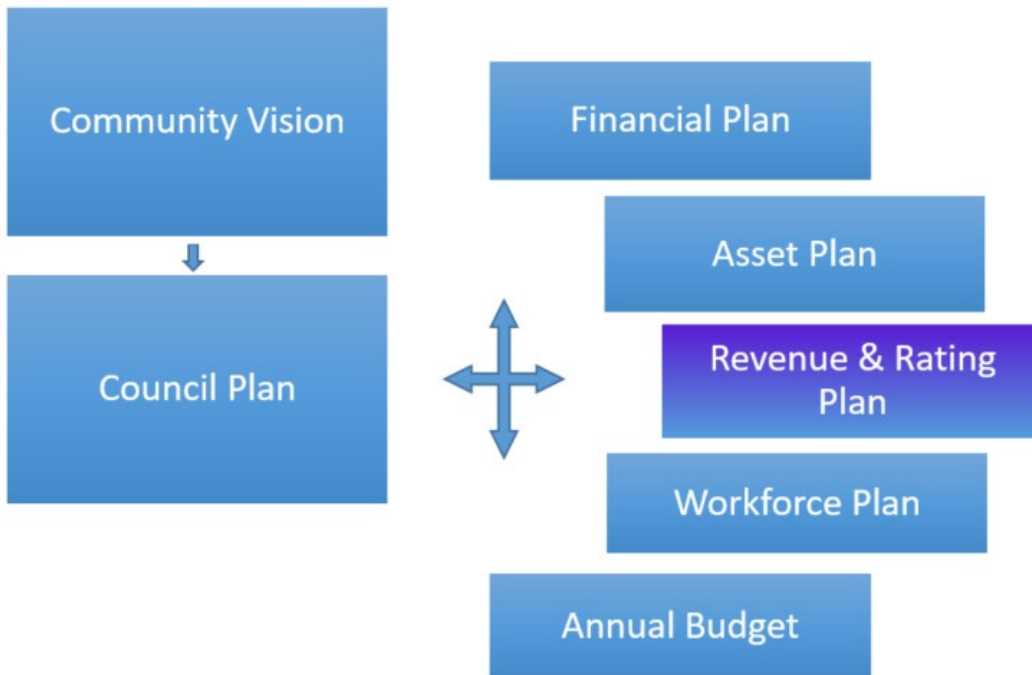 Community Vision
Council Plan
Financial Plan
Asset Plan
Revenue & Rating
Plan
Workforce Plan
Annual Budget